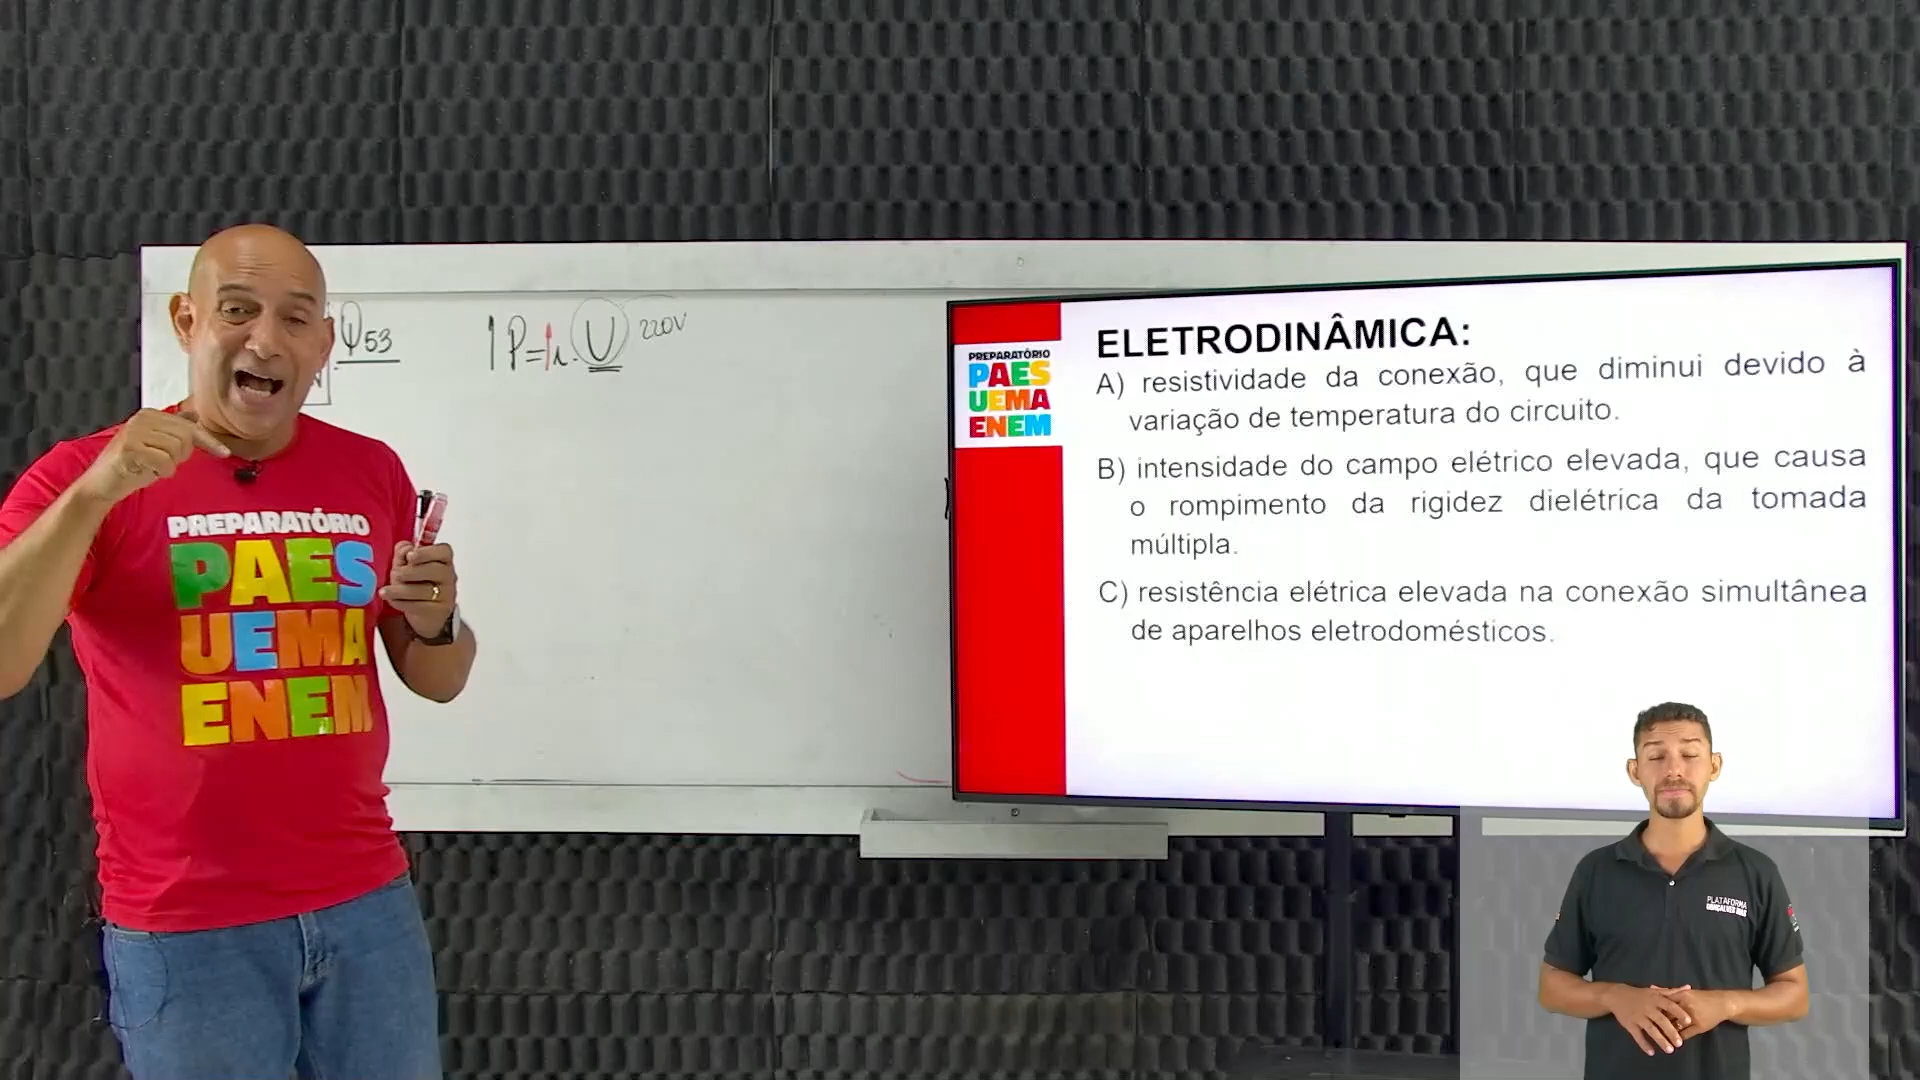 53
P=i.U
220V
PREPARATÓRIO
PAES
UEMA
ENEM
PREPARATÓRIO
PAES
UEMA
ENEM
ELETRODINÂMICA:
A) resistividade da conexão, que diminui devido à
variação de temperatura do circuito.
B) intensidade do campo elétrico elevada, que causa
o rompimento da rigidez dielétrica da tomada
múltipla.
C) resistência elétrica elevada na conexão simultânea
de aparelhos eletrodomésticos.
PLATAFORMA
GONÇALVES DIAS